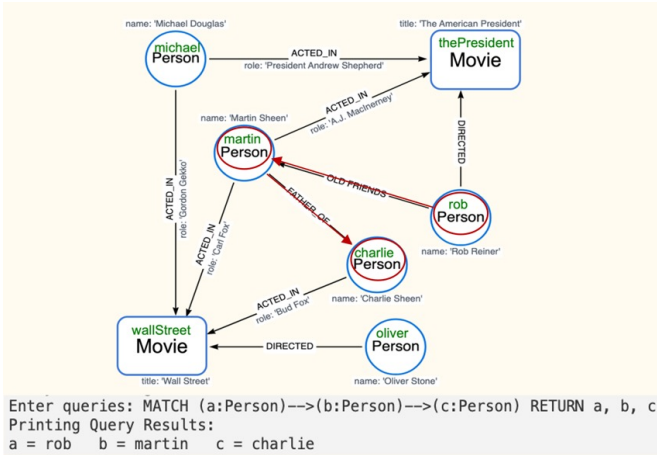 name: 'Michael Douglas'
title: 'The American President'
michael
Person
ACTED_IN
role: 'President Andrew Shepherd'
thePresident
Movie
ACTED_IN
role: 'A.J. MacInerney'
name: 'Martin Sheen'
martin
Person
DIRECTED
OLD FRIENDS
ACTED_IN
role: 'Gordon Gekko'
FATHER_OF
rob
Person
name: 'Rob Reiner'
ACTED_IN
role: 'Carl Fox'
charlie
Person
name: 'Charlie Sheen'
ACTED_IN
role: 'Bud Fox'
wallStreet
Movie
title: 'Wall Street'
DIRECTED
oliver
Person
name: 'Oliver Stone'
Enter queries: MATCH (a:Person)-->(b:Person)-->(c:Person) RETURN a, b, c
Printing Query Results:
a = rob b = martin c = charlie